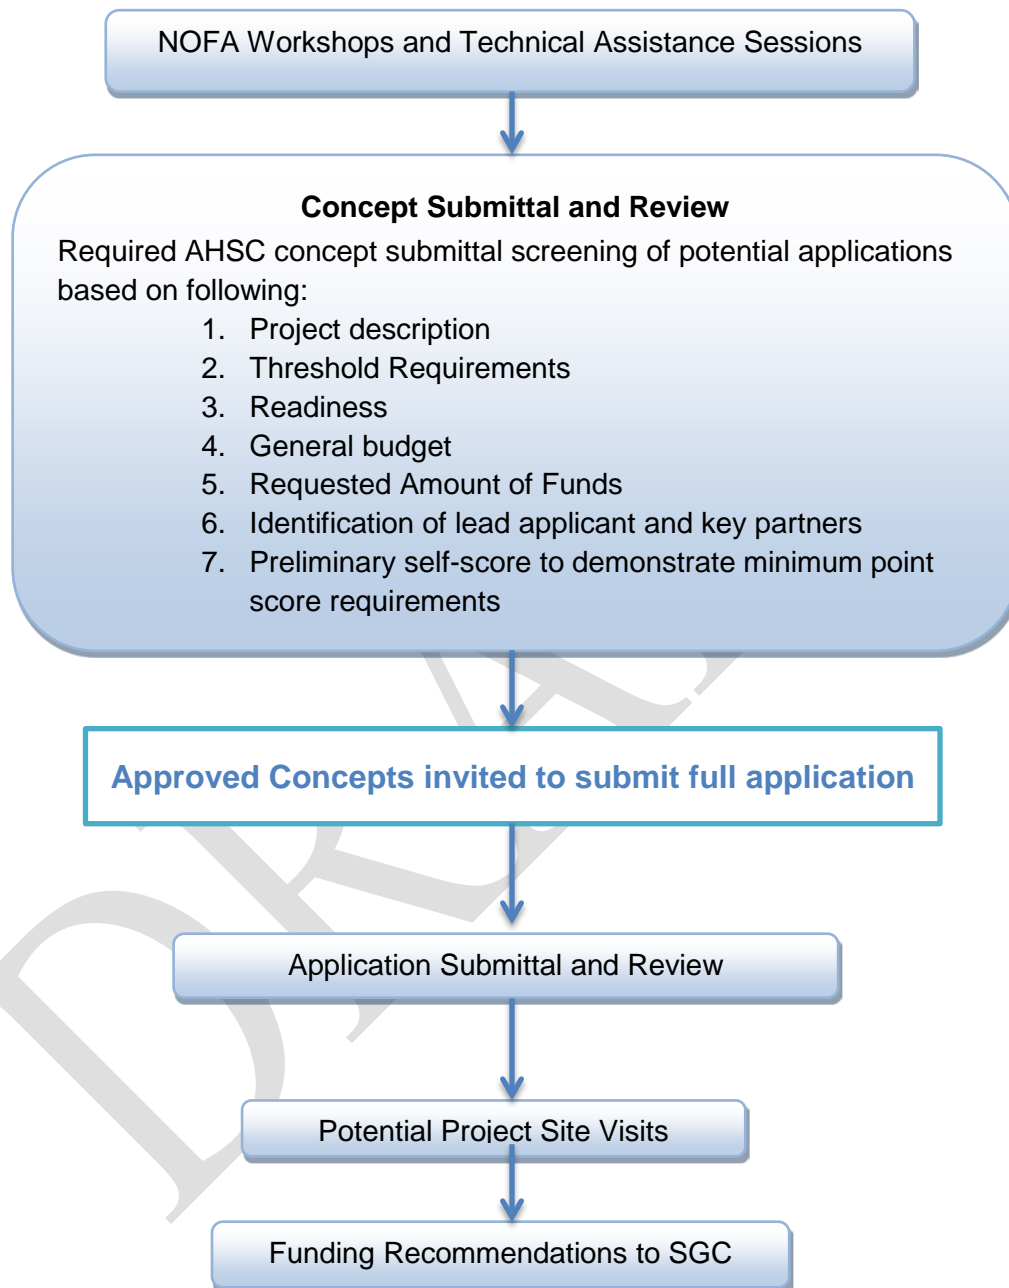 NOFA Workshops and Technical Assistance Sessions
Concept Submittal and Review
Required AHSC concept submittal screening of potential applications
based on following:
1. Project description
2. Threshold Requirements
3. Readiness
4. General budget
5. Requested Amount of Funds
6. Identification of lead applicant and key partners
7. Preliminary self-score to demonstrate minimum point
score requirements
Approved Concepts invited to submit full application
Application Submittal and Review
Potential Project Site Visits
Funding Recommendations to SGC
DRA